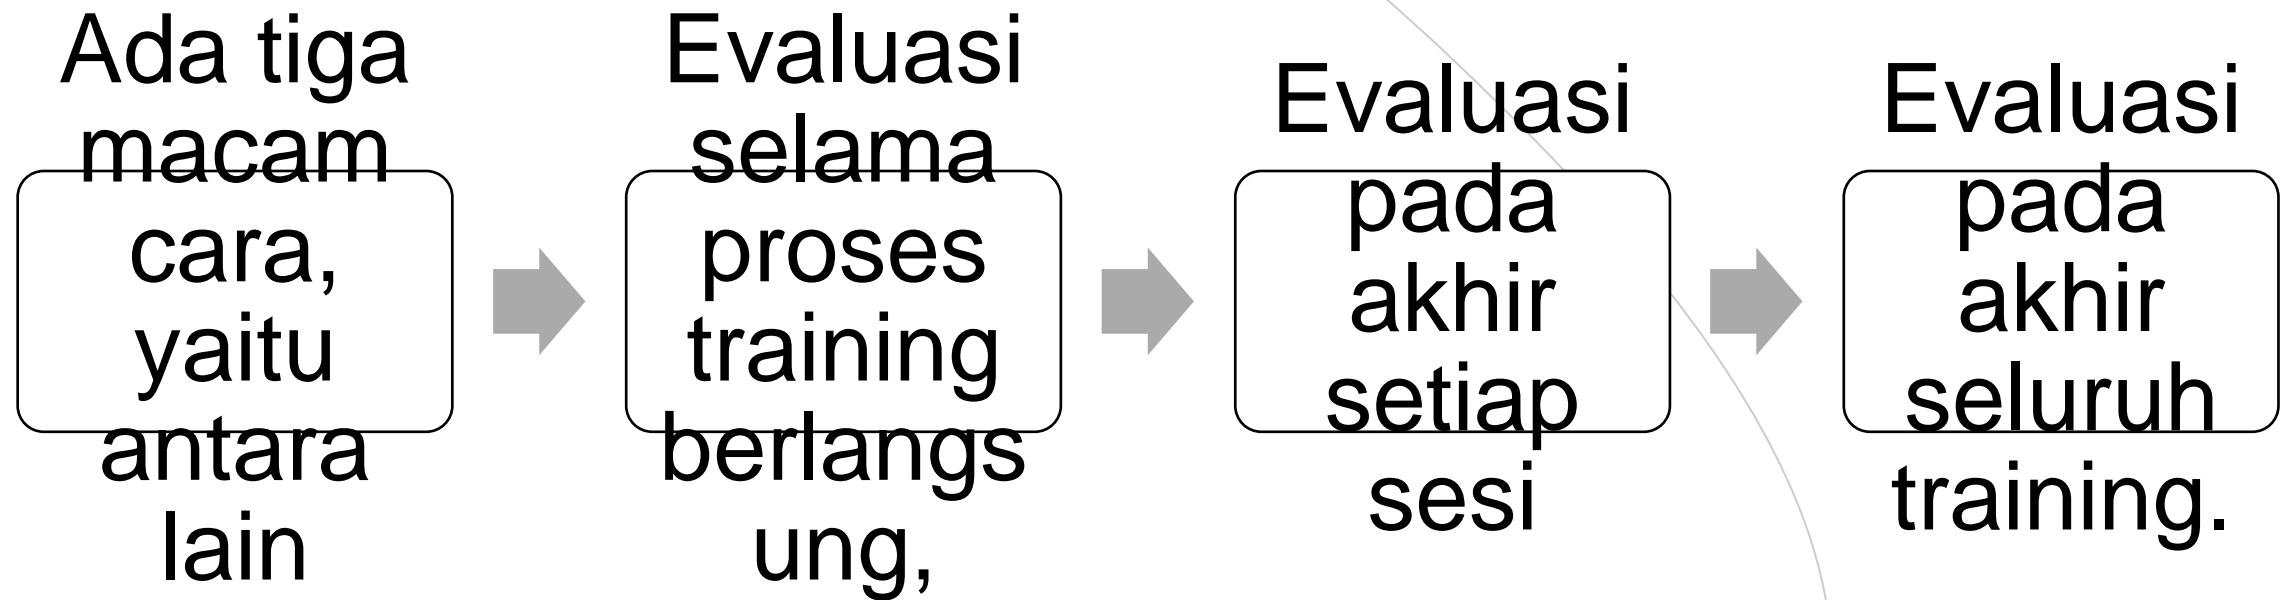 Ada tiga
macam
cara,
yaitu
antara
lain
Evaluasi
selama
proses
training
berlangs
ung,
Evaluasi
pada
akhir
setiap
sesi
Evaluasi
pada
akhir
seluruh
training.